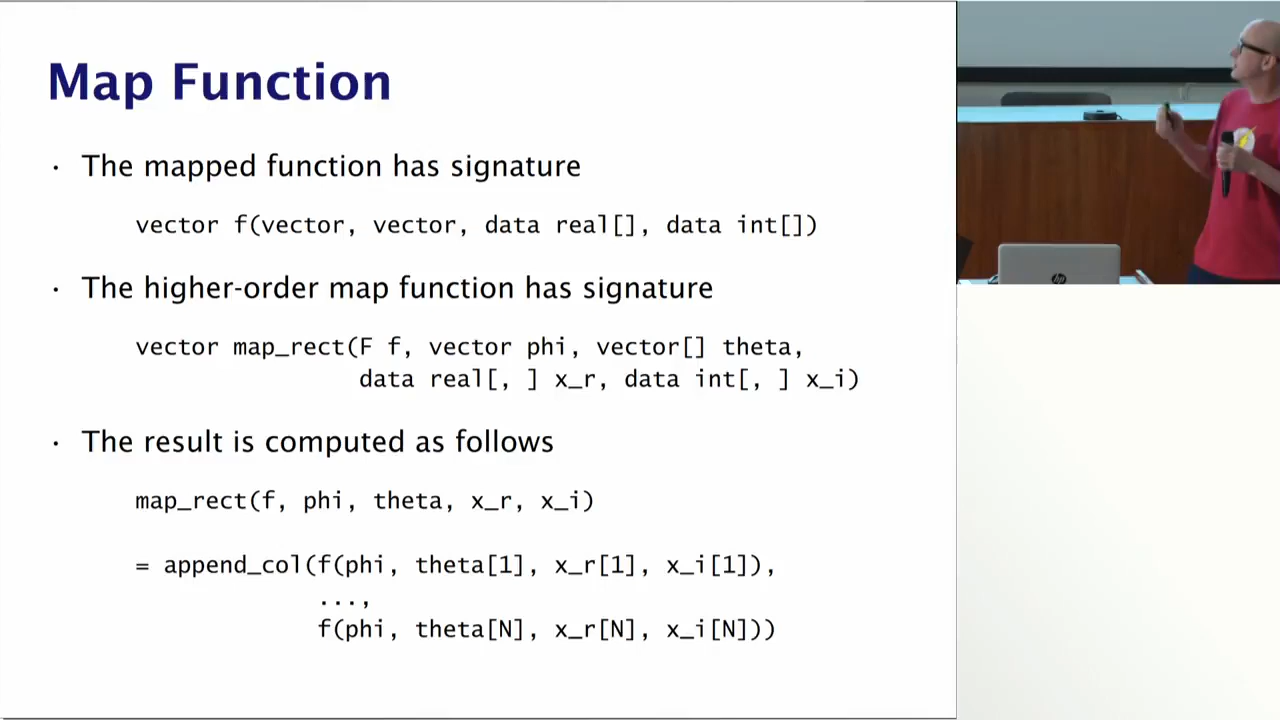 Map Function
· The mapped function has signature
vector f(vector, vector, data real[], data int[])
· The higher-order map function has signature
vector map_rect(F f, vector phi, vector[] theta,
data real[, ] x_r, data int[, ] x_i)
· The result is computed as follows
map_rect(f, phi, theta, x_r, x_i)
= append_col(f(phi, theta[1], x_r[1], x_i[1]),
...,
f(phi, theta[N], x_r[N], x_i[N]))
hp